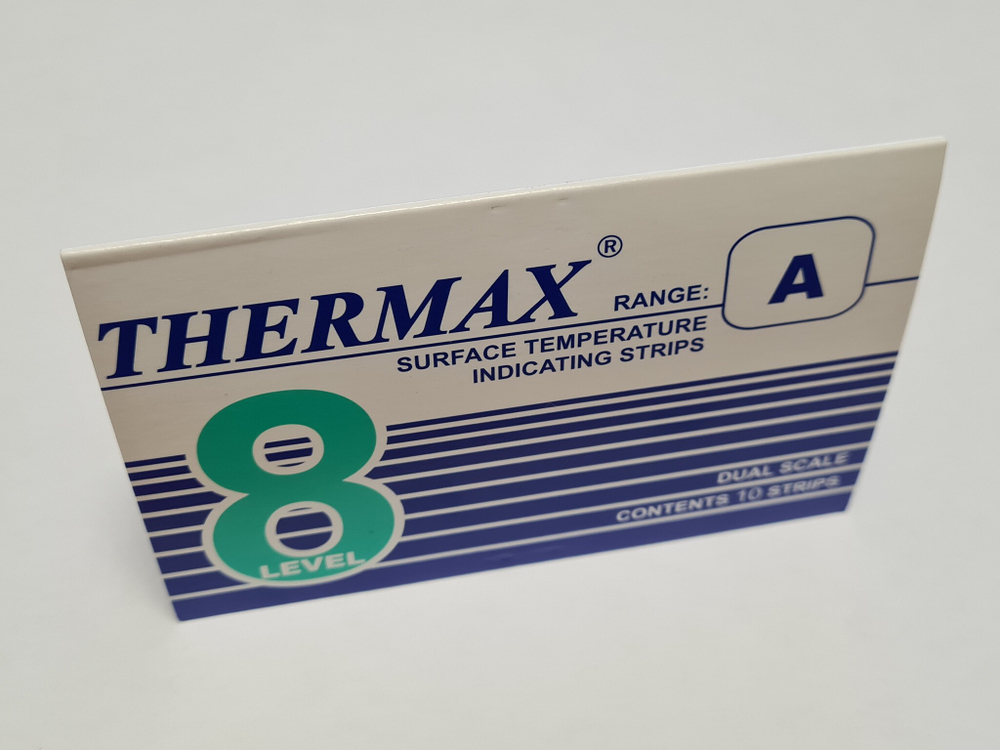 THERMAX®
RANGE: A
SURFACE TEMPERATURE
INDICATING STRIPS
8
LEVEL
DUAL SCALE
CONTENTS 10 STRIPS